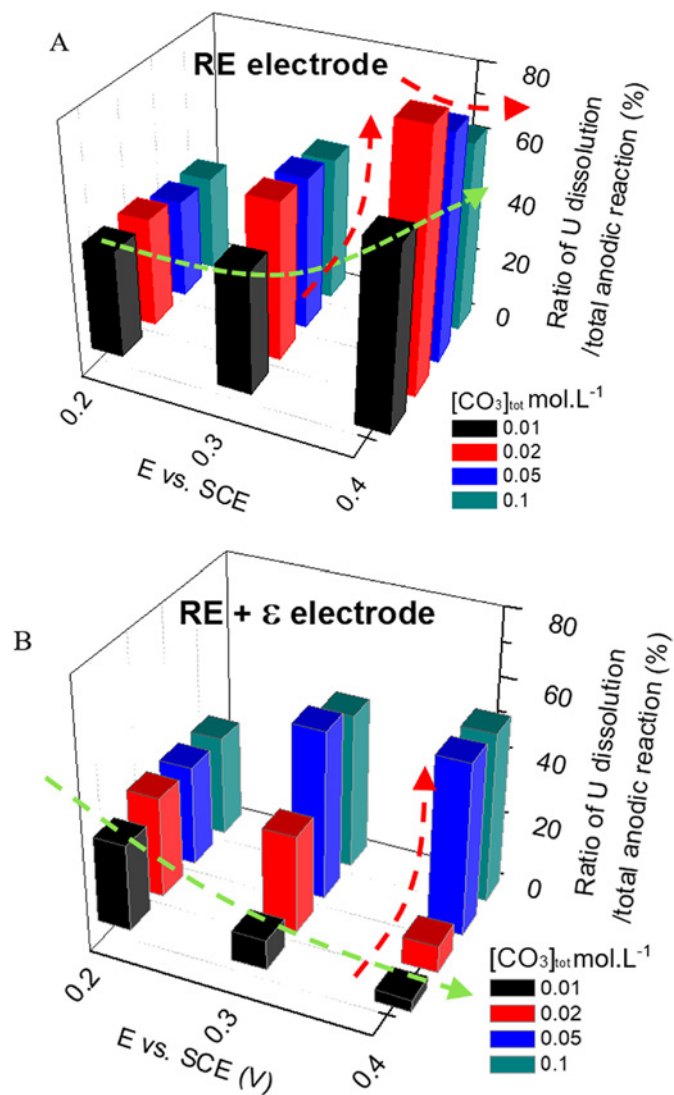 A
RE electrode
80
60
40
20
0
Ratio of U dissolution
/total anodic reaction (%)
0.2
0.3
0.4
E vs. SCE
[CO₃]tot mol.L⁻¹
0.01
0.02
0.05
0.1
B
RE + ε electrode
80
60
40
20
0
Ratio of U dissolution
/total anodic reaction (%)
0.2
0.3
0.4
E vs. SCE (V)
[CO₃]tot mol.L⁻¹
0.01
0.02
0.05
0.1